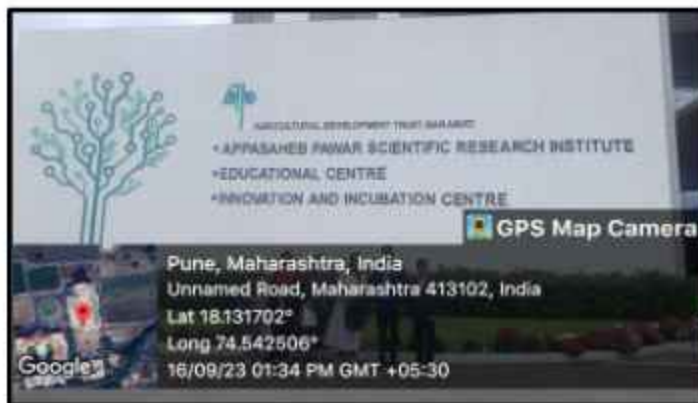 AGRICULTURAL DEVELOPMENT TRUST BARAMATI
•APPASAHEB PAWAR SCIENTIFIC RESEARCH INSTITUTE
•EDUCATIONAL CENTRE
•INNOVATION AND INCUBATION CENTRE
GPS Map Camera
Pune, Maharashtra, India
Unnamed Road, Maharashtra 413102, India
Lat 18.131702°
Long 74.542506°
16/09/23 01:34 PM GMT +05:30
Google